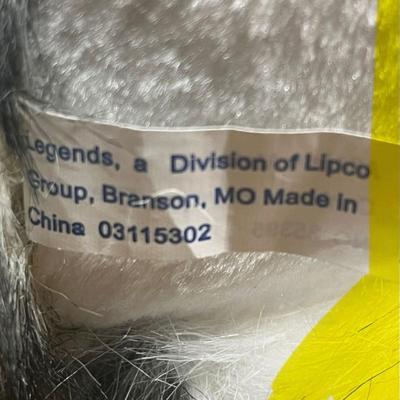 Legends, a Division of Lipco
Group, Branson, MO Made in
China 03115302